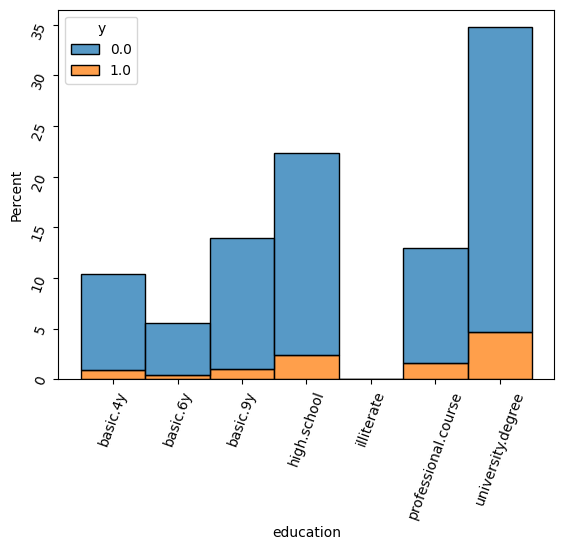 y
0.0
1.0
Percent
35
30
25
20
15
10
5
0
basic.4y
basic.6y
basic.9y
high.school
illiterate
professional.course
university.degree
education